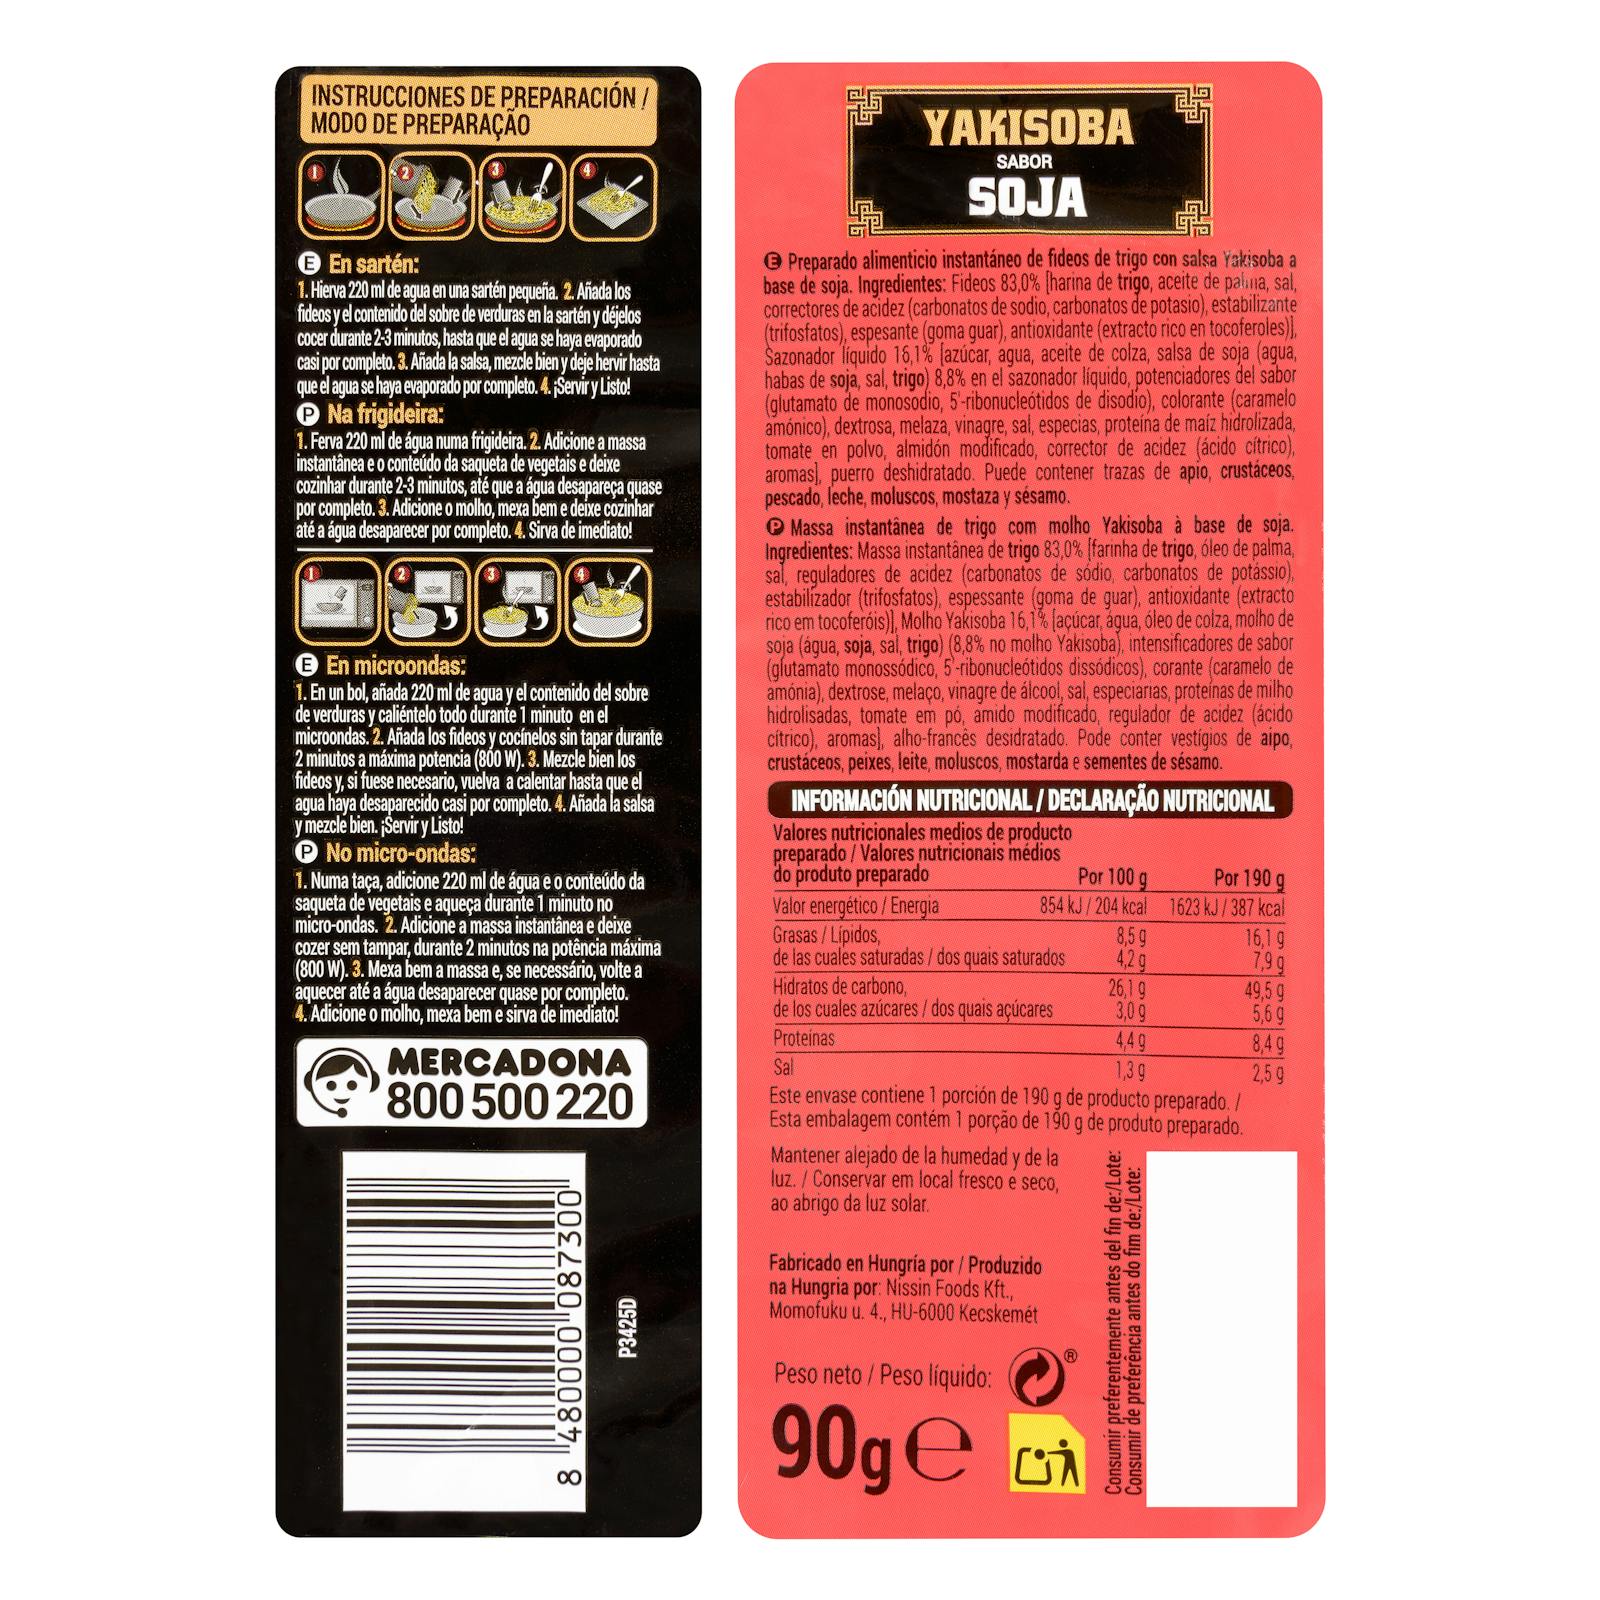 INSTRUCCIONES DE PREPARACIÓN /
MODO DE PREPARAÇAO
1 2 3 4
E En sartén:
1. Hierva 220 ml de agua en una sartén pequeña. 2. Añada los
fideos y el contenido del sobre de verduras en la sartén y déjelos
cocer durante 2-3 minutos, hasta que el agua se haya evaporado
casi por completo. 3. Añada la salsa, mezcle bien y deje hervir hasta
que el agua se haya evaporado por completo. 4. ¡Servir y Listo!
P Na frigideira:
1. Ferva 220 ml de água numa frigideira. 2. Adicione a massa
instantânea e o conteúdo da saqueta de vegetais e deixe
cozinhar durante 2-3 minutos, até que a água desapareça quase
por completo. 3. Adicione o molho, mexa bem e deixe cozinhar
até a água desaparecer por completo. 4. Sirva de imediato!
1 2 3 4
E En microondas:
1. En un bol, añada 220 ml de agua y el contenido del sobre
de verduras y caliéntelo todo durante 1 minuto en el
microondas. 2. Añada los fideos y cocínelos sin tapar durante
2 minutos a máxima potencia (800 W). 3. Mezcle bien los
fideos y, si fuese necesario, vuelva a calentar hasta que el
agua haya desaparecido casi por completo. 4. Añada la salsa
y mezcle bien. ¡Servir y Listo!
P No micro-ondas:
1. Numa taça, adicione 220 ml de água e o conteúdo da
saqueta de vegetais e aqueça durante 1 minuto no
micro-ondas. 2. Adicione a massa instantânea e deixe
cozer sem tampar, durante 2 minutos na potência máxima
(800 W). 3. Mexa bem a massa e, se necessário, volte a
aquecer até a água desaparecer quase por completo.
4. Adicione o molho, mexa bem e sirva de imediato!
MERCADONA
800 500 220
8 480000 087300
P3425D
YAKISOBA
SABOR
SOJA
E Preparado alimenticio instantáneo de fideos de trigo con salsa Yakisoba a
base de soja. Ingredientes: Fideos 83,0% [harina de trigo, aceite de palma, sal,
correctores de acidez (carbonatos de sodio, carbonatos de potasio), estabilizante
(trifosfatos), espesante (goma guar), antioxidante (extracto rico en tocoferoles)],
Sazonador líquido 16,1% [azúcar, agua, aceite de colza, salsa de soja (agua,
habas de soja, sal, trigo) 8,8% en el sazonador líquido, potenciadores del sabor
(glutamato de monosodio, 5'-ribonucleótidos de disodio), colorante (caramelo
amónico), dextrosa, melaza, vinagre, sal, especias, proteína de maíz hidrolizada,
tomate en polvo, almidón modificado, corrector de acidez (ácido cítrico),
aromas], puerro deshidratado. Puede contener trazas de apio, crustáceos,
pescado, leche, moluscos, mostaza y sésamo.
P Massa instantânea de trigo com molho Yakisoba à base de soja.
Ingredientes: Massa instantânea de trigo 83,0% [farinha de trigo, óleo de palma,
sal, reguladores de acidez (carbonatos de sódio, carbonatos de potássio),
estabilizador (trifosfatos), espessante (goma de guar), antioxidante (extracto
rico em tocoferóis)], Molho Yakisoba 16,1% [açúcar, água, óleo de colza, molho de
soja (água, soja, sal, trigo) (8,8% no molho Yakisoba), intensificadores de sabor
(glutamato monossódico, 5'-ribonucleótidos dissódicos), corante (caramelo de
amónia), dextrose, melaço, vinagre de álcool, sal, especiarias, proteínas de milho
hidrolisadas, tomate em pó, amido modificado, regulador de acidez (ácido
cítrico), aromas], alho-francês desidratado. Pode conter vestígios de aipo,
crustáceos, peixes, leite, moluscos, mostarda e sementes de sésamo.
INFORMACIÓN NUTRICIONAL / DECLARAÇÃO NUTRICIONAL
Valores nutricionales medios de producto
preparado / Valores nutricionais médios
do produto preparado Por 100 g Por 190 g
Valor energético / Energia 854 kJ / 204 kcal 1623 kJ / 387 kcal
Grasas / Lípidos, 8,5 g 16,1 g
de las cuales saturadas / dos quais saturados 4,2 g 7,9 g
Hidratos de carbono, 26,1 g 49,5 g
de los cuales azúcares / dos quais açúcares 3,0 g 5,6 g
Proteínas 4,4 g 8,4 g
Sal 1,3 g 2,5 g
Este envase contiene 1 porción de 190 g de producto preparado. /
Esta embalagem contém 1 porção de 190 g de produto preparado.
Mantener alejado de la humedad y de la
luz. / Conservar em local fresco e seco,
ao abrigo da luz solar.
Fabricado en Hungría por / Produzido
na Hungria por: Nissin Foods Kft.,
Momofuku u. 4., HU-6000 Kecskemét
Peso neto / Peso líquido:
90g e
®
Consumir preferentemente antes del fin de:/Lote:
Consumir de preferência antes do fim de:/Lote: